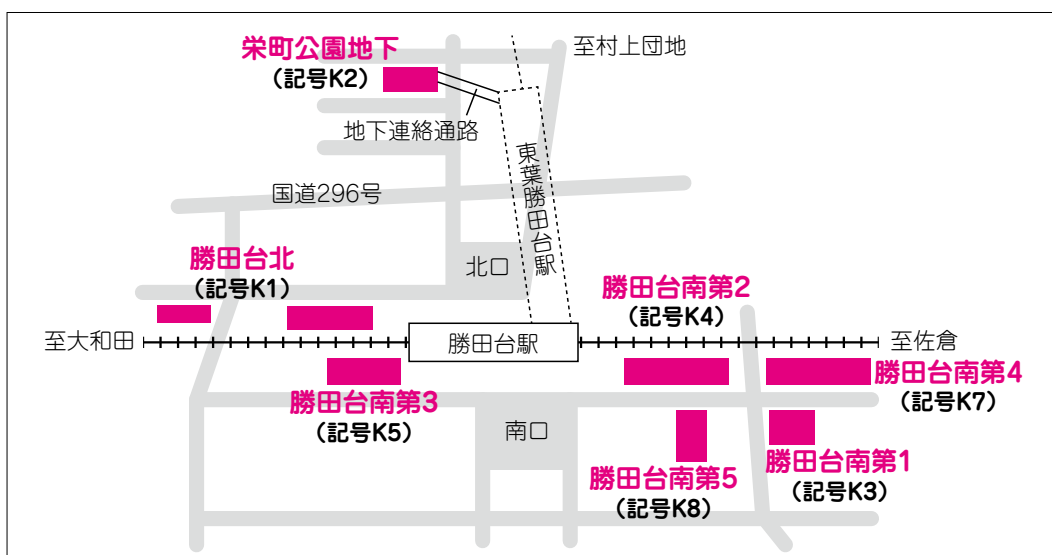 栄町公園地下
(記号K2)
至村上団地
地下連絡通路
東葉勝田台駅
国道296号
勝田台北
(記号K1)
北口
勝田台南第2
(記号K4)
至大和田
勝田台駅
至佐倉
勝田台南第3
(記号K5)
勝田台南第4
(記号K7)
南口
勝田台南第5
(記号K8)
勝田台南第1
(記号K3)